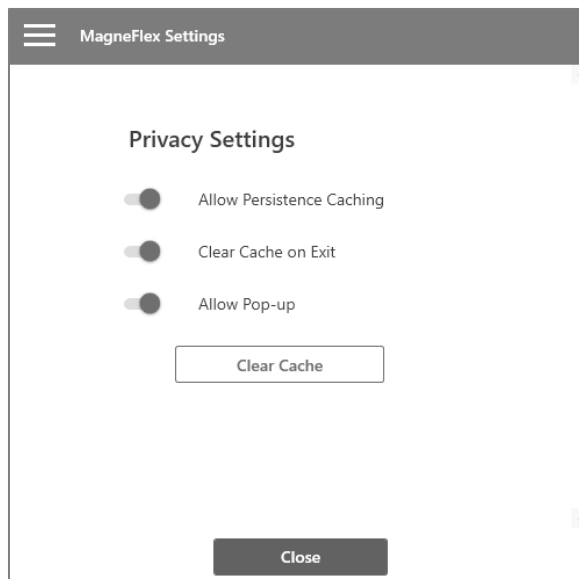 MagneFlex Settings
Privacy Settings
Allow Persistence Caching
Clear Cache on Exit
Allow Pop-up
Clear Cache
Close